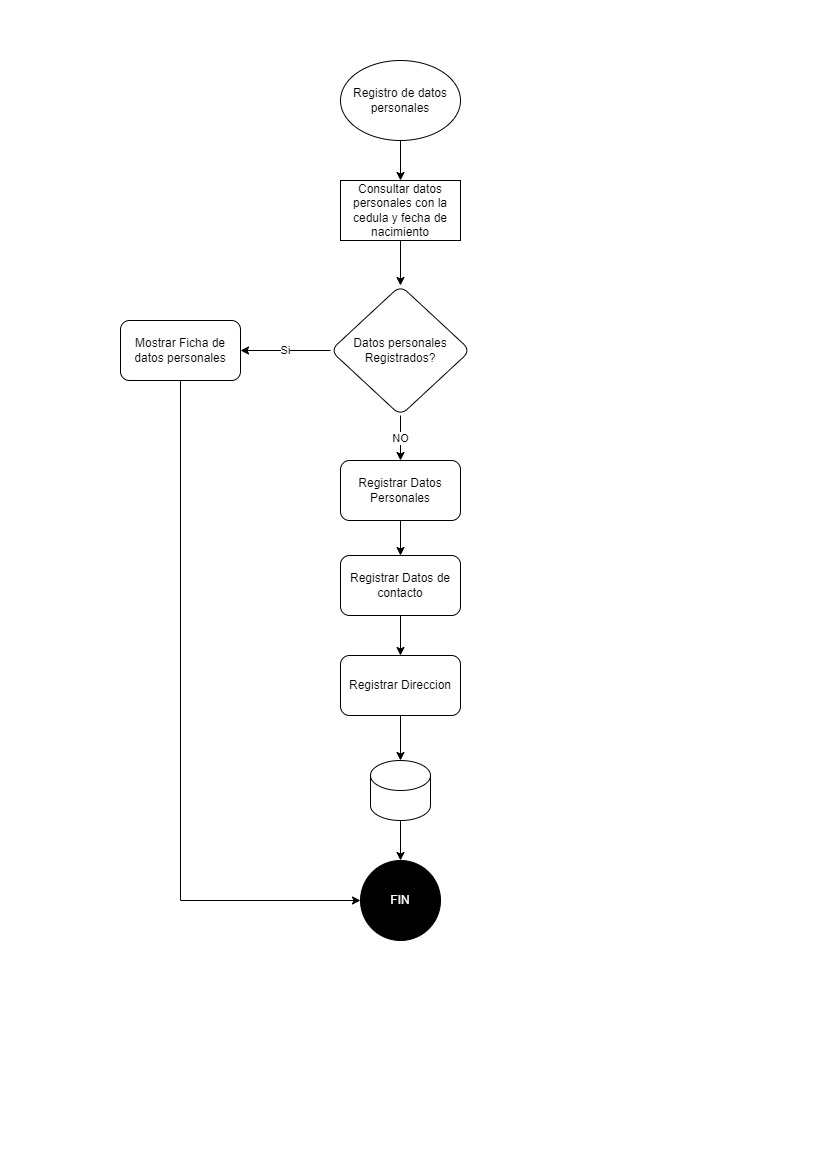 Registro de datos
personales
Consultar datos
personales con la
cedula y fecha de
nacimiento
Mostrar Ficha de
datos personales
Si
Datos personales
Registrados?
NO
Registrar Datos
Personales
Registrar Datos de
contacto
Registrar Direccion
FIN